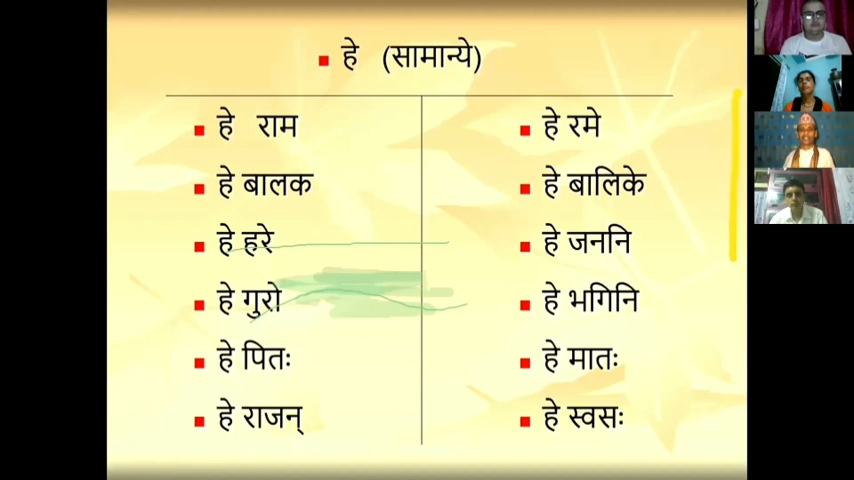 हे (सामान्ये)
हे राम
हे बालक
हे हरे
हे गुरो
हे पितः
हे राजन्
हे रमे
हे बालिके
हे जननि
हे भगिनि
हे मातः
हे स्वसः